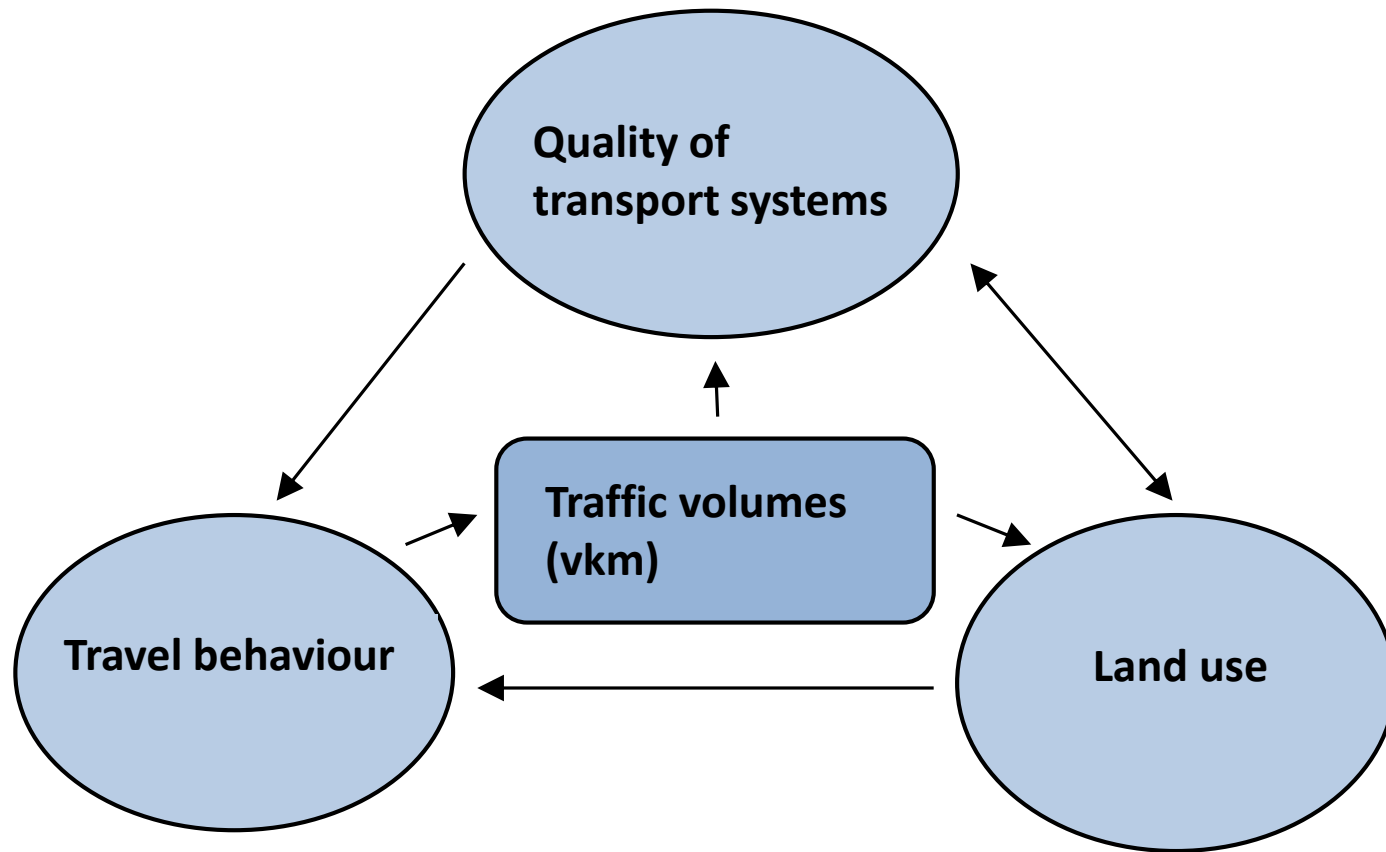 Quality of
transport systems
Traffic volumes
(vkm)
Travel behaviour
Land use